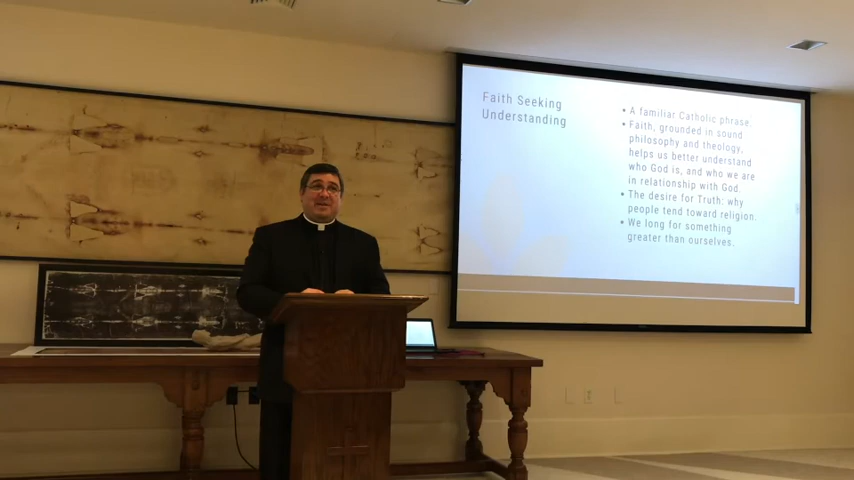 Faith Seeking
Understanding
• A familiar Catholic phrase.
• Faith, grounded in sound
philosophy and theology,
helps us better understand
who God is, and who we are
in relationship with God.
• The desire for Truth: why
people tend toward religion.
• We long for something
greater than ourselves.